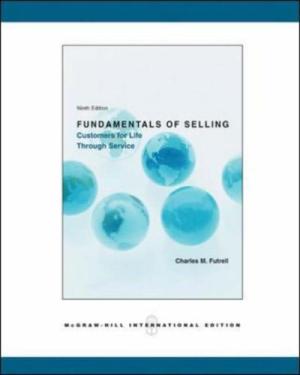 Ninth Edition
FUNDAMENTALS OF SELLING
Customers for Life
Through Service
Charles M. Futrell
McGRAW-HILL INTERNATIONAL EDITION